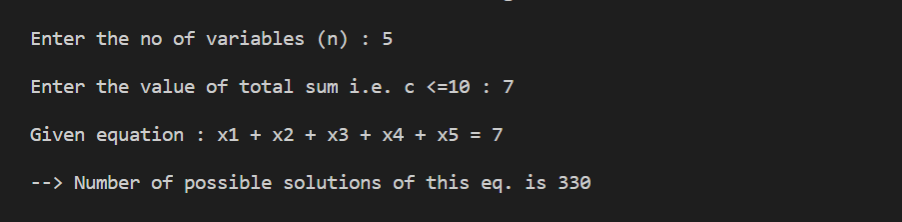 Enter the no of variables (n) : 5
Enter the value of total sum i.e. c <=10 : 7
Given equation : x1 + x2 + x3 + x4 + x5 = 7
--> Number of possible solutions of this eq. is 330